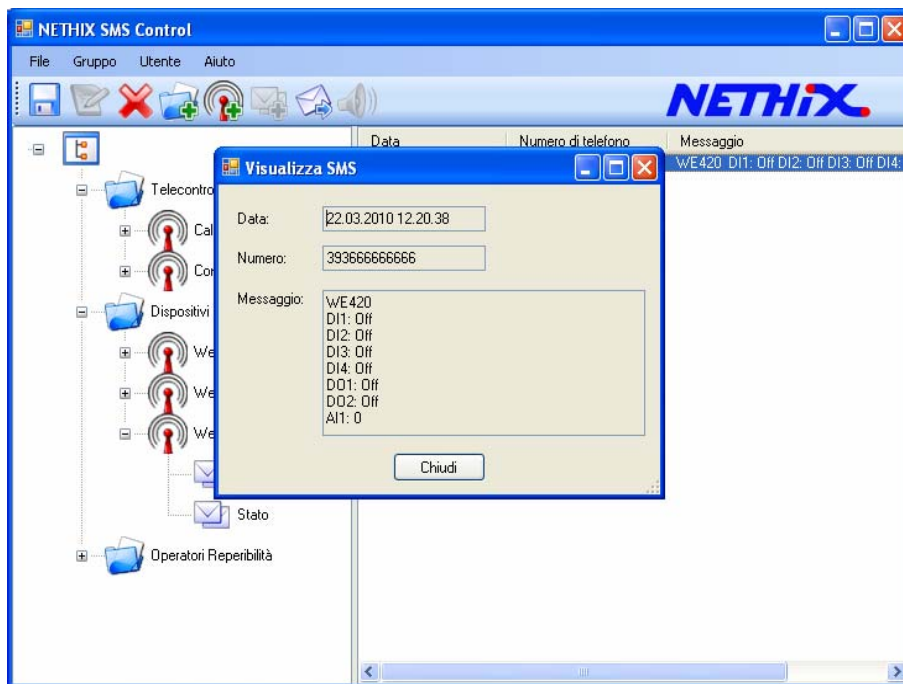 NETHIX SMS Control
File Gruppo Utente Aiuto
NETHIX
Data Numero di telefono Messaggio
WE420 DI1: Off DI2: Off DI3: Off DI4:
Visualizza SMS
Data: 22.03.2010 12.20.38
Numero: 393666666666
Messaggio: WE420
DI1: Off
DI2: Off
DI3: Off
DI4: Off
DO1: Off
DO2: Off
AI1: 0
Chiudi
Telecontro
Cal
Cor
Dispositivi
We
We
We
Stato
Operatori Reperibilità